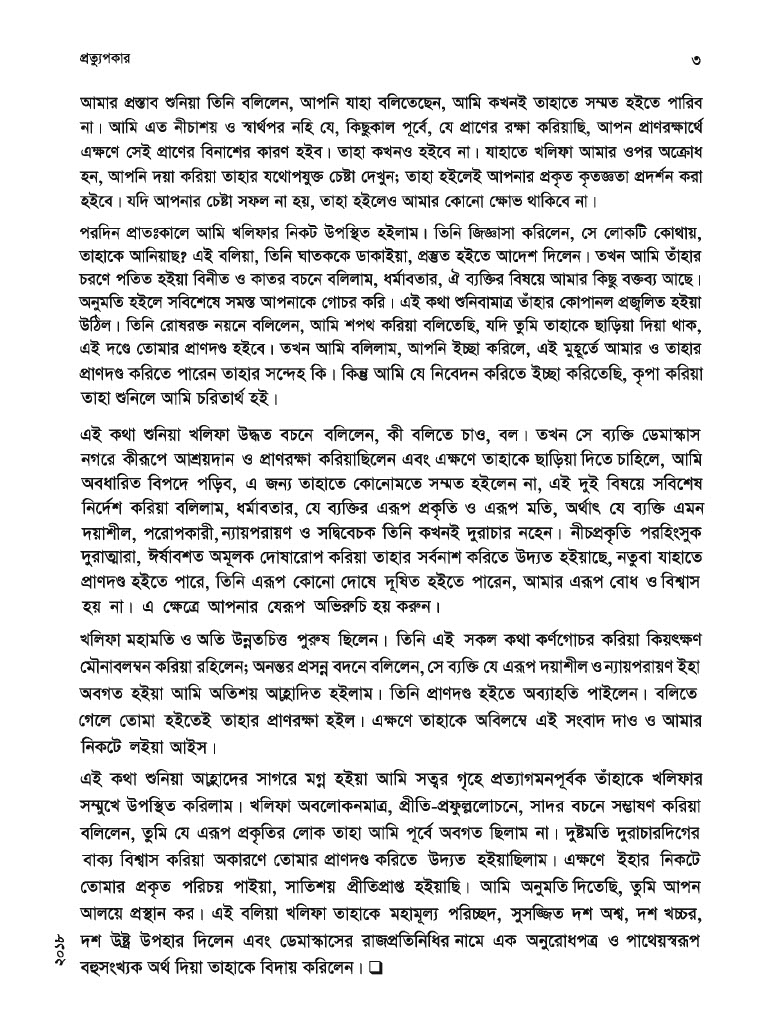 প্রত্যুপকার ৩
আমার প্রস্তাব শুনিয়া তিনি বলিলেন, আপনি যাহা বলিতেছেন, আমি কখনই তাহাতে সম্মত হইতে পারিব
না। আমি এত নীচাশয় ও স্বার্থপর নহি যে, কিছুকাল পূর্বে, যে প্রাণের রক্ষা করিয়াছি, আপন প্রাণরক্ষার্থে
এক্ষণে সেই প্রাণের বিনাশের কারণ হইব। তাহা কখনও হইবে না। যাহাতে খলিফা আমার ওপর অক্রোধ
হন, আপনি দয়া করিয়া তাহার যথোপযুক্ত চেষ্টা দেখুন; তাহা হইলেই আপনার প্রকৃত কৃতজ্ঞতা প্রদর্শন করা
হইবে। যদি আপনার চেষ্টা সফল না হয়, তাহা হইলেও আমার কোনো ক্ষোভ থাকিবে না।
পরদিন প্রাতঃকালে আমি খলিফার নিকট উপস্থিত হইলাম। তিনি জিজ্ঞাসা করিলেন, সে লোকটি কোথায়,
তাহাকে আনিয়াছ? এই বলিয়া, তিনি ঘাতককে ডাকাইয়া, প্রস্তুত হইতে আদেশ দিলেন। তখন আমি তাঁহার
চরণে পতিত হইয়া বিনীত ও কাতর বচনে বলিলাম, ধর্মাবতার, ঐ ব্যক্তির বিষয়ে আমার কিছু বক্তব্য আছে।
অনুমতি হইলে সবিশেষে সমস্ত আপনাকে গোচর করি। এই কথা শুনিবামাত্র তাঁহার কোপানল প্রজ্বলিত হইয়া
উঠিল। তিনি রোষরক্ত নয়নে বলিলেন, আমি শপথ করিয়া বলিতেছি, যদি তুমি তাহাকে ছাড়িয়া দিয়া থাক,
এই দণ্ডে তোমার প্রাণদণ্ড হইবে। তখন আমি বলিলাম, আপনি ইচ্ছা করিলে, এই মুহূর্তে আমার ও তাহার
প্রাণদণ্ড করিতে পারেন তাহার সন্দেহ কি। কিন্তু আমি যে নিবেদন করিতে ইচ্ছা করিতেছি, কৃপা করিয়া
তাহা শুনিলে আমি চরিতার্থ হই।
এই কথা শুনিয়া খলিফা উদ্ধত বচনে বলিলেন, কী বলিতে চাও, বল। তখন সে ব্যক্তি ডেমাস্কাস
নগরে কীরূপে আশ্রয়দান ও প্রাণরক্ষা করিয়াছিলেন এবং এক্ষণে তাহাকে ছাড়িয়া দিতে চাহিলে, আমি
অবধারিত বিপদে পড়িব, এ জন্য তাহাতে কোনোমতে সম্মত হইলেন না, এই দুই বিষয়ে সবিশেষ
নির্দেশ করিয়া বলিলাম, ধর্মাবতার, যে ব্যক্তির এরূপ প্রকৃতি ও এরূপ মতি, অর্থাৎ যে ব্যক্তি এমন
দয়াশীল, পরোপকারী, ন্যায়পরায়ণ ও সদ্বিবেচক তিনি কখনই দুরাচার নহেন। নীচপ্রকৃতি পরহিংসুক
দুরাত্মারা, ঈর্ষাবশত অমূলক দোষারোপ করিয়া তাহার সর্বনাশ করিতে উদ্যত হইয়াছে, নতুবা যাহাতে
প্রাণদণ্ড হইতে পারে, তিনি এরূপ কোনো দোষে দূষিত হইতে পারেন, আমার এরূপ বোধ ও বিশ্বাস
হয় না। এ ক্ষেত্রে আপনার যেরূপ অভিরুচি হয় করুন।
খলিফা মহামতি ও অতি উন্নতচিত্ত পুরুষ ছিলেন। তিনি এই সকল কথা কর্ণগোচর করিয়া কিয়ৎক্ষণ
মৌনাবলম্বন করিয়া রহিলেন; অনন্তর প্রসন্ন বদনে বলিলেন, সে ব্যক্তি যে এরূপ দয়াশীল ও ন্যায়পরায়ণ ইহা
অবগত হইয়া আমি অতিশয় আহ্লাদিত হইলাম। তিনি প্রাণদণ্ড হইতে অব্যাহতি পাইলেন। বলিতে
গেলে তোমা হইতেই তাহার প্রাণরক্ষা হইল। এক্ষণে তাহাকে অবিলম্বে এই সংবাদ দাও ও আমার
নিকটে লইয়া আইস।
এই কথা শুনিয়া আহ্লাদের সাগরে মগ্ন হইয়া আমি সত্বর গৃহে প্রত্যাগমনপূর্বক তাঁহাকে খলিফার
সম্মুখে উপস্থিত করিলাম। খলিফা অবলোকনমাত্র, প্রীতি-প্রফুল্ললোচনে, সাদর বচনে সম্ভাষণ করিয়া
বলিলেন, তুমি যে এরূপ প্রকৃতির লোক তাহা আমি পূর্বে অবগত ছিলাম না। দুষ্টমতি দুরাচারদিগের
বাক্য বিশ্বাস করিয়া অকারণে তোমার প্রাণদণ্ড করিতে উদ্যত হইয়াছিলাম। এক্ষণে ইহার নিকটে
তোমার প্রকৃত পরিচয় পাইয়া, সাতিশয় প্রীতিপ্রাপ্ত হইয়াছি। আমি অনুমতি দিতেছি, তুমি আপন
আলয়ে প্রস্থান কর। এই বলিয়া খলিফা তাহাকে মহামূল্য পরিচ্ছদ, সুসজ্জিত দশ অশ্ব, দশ খচ্চর,
দশ উষ্ট্র উপহার দিলেন এবং ডেমাস্কাসের রাজপ্রতিনিধির নামে এক অনুরোধপত্র ও পাথেয়স্বরূপ
বহুসংখ্যক অর্থ দিয়া তাহাকে বিদায় করিলেন। ❑
২০১৮